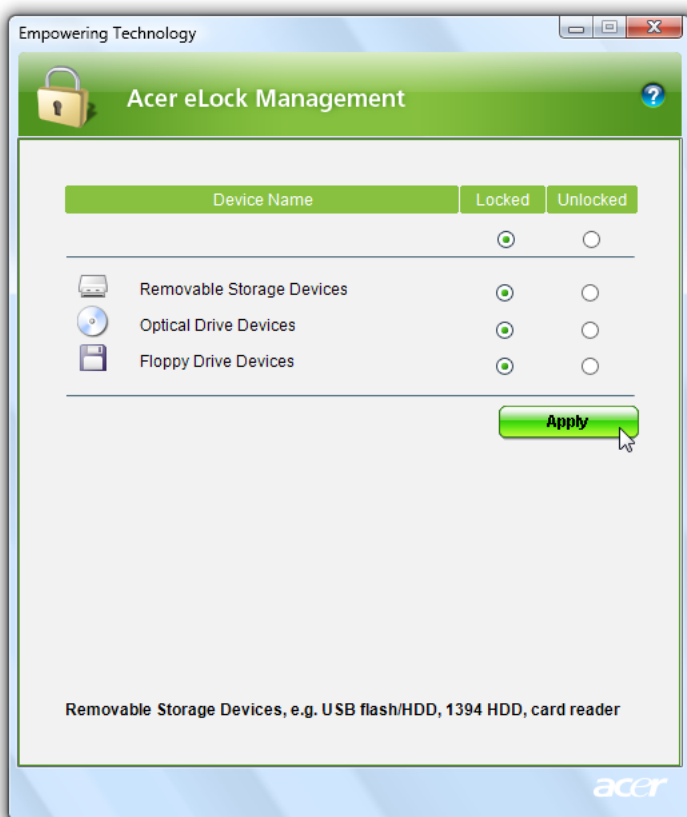 Empowering Technology
Acer eLock Management
Device Name Locked Unlocked
Removable Storage Devices
Optical Drive Devices
Floppy Drive Devices
Apply
Removable Storage Devices, e.g. USB flash/HDD, 1394 HDD, card reader
acer